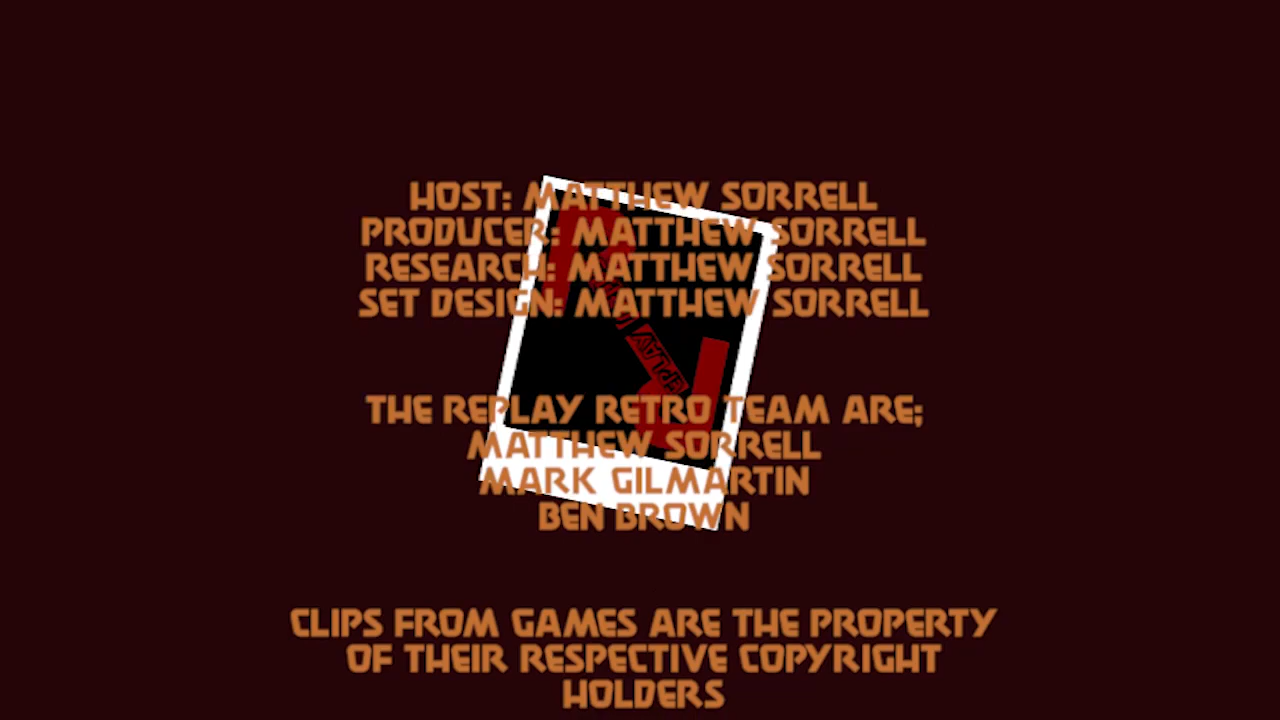 HOST: MATTHEW SORRELL
PRODUCER: MATTHEW SORRELL
RESEARCH: MATTHEW SORRELL
SET DESIGN: MATTHEW SORRELL
THE REPLAY RETRO TEAM ARE;
MATTHEW SORRELL
MARK GILMARTIN
BEN BROWN
CLIPS FROM GAMES ARE THE PROPERTY
OF THEIR RESPECTIVE COPYRIGHT
HOLDERS